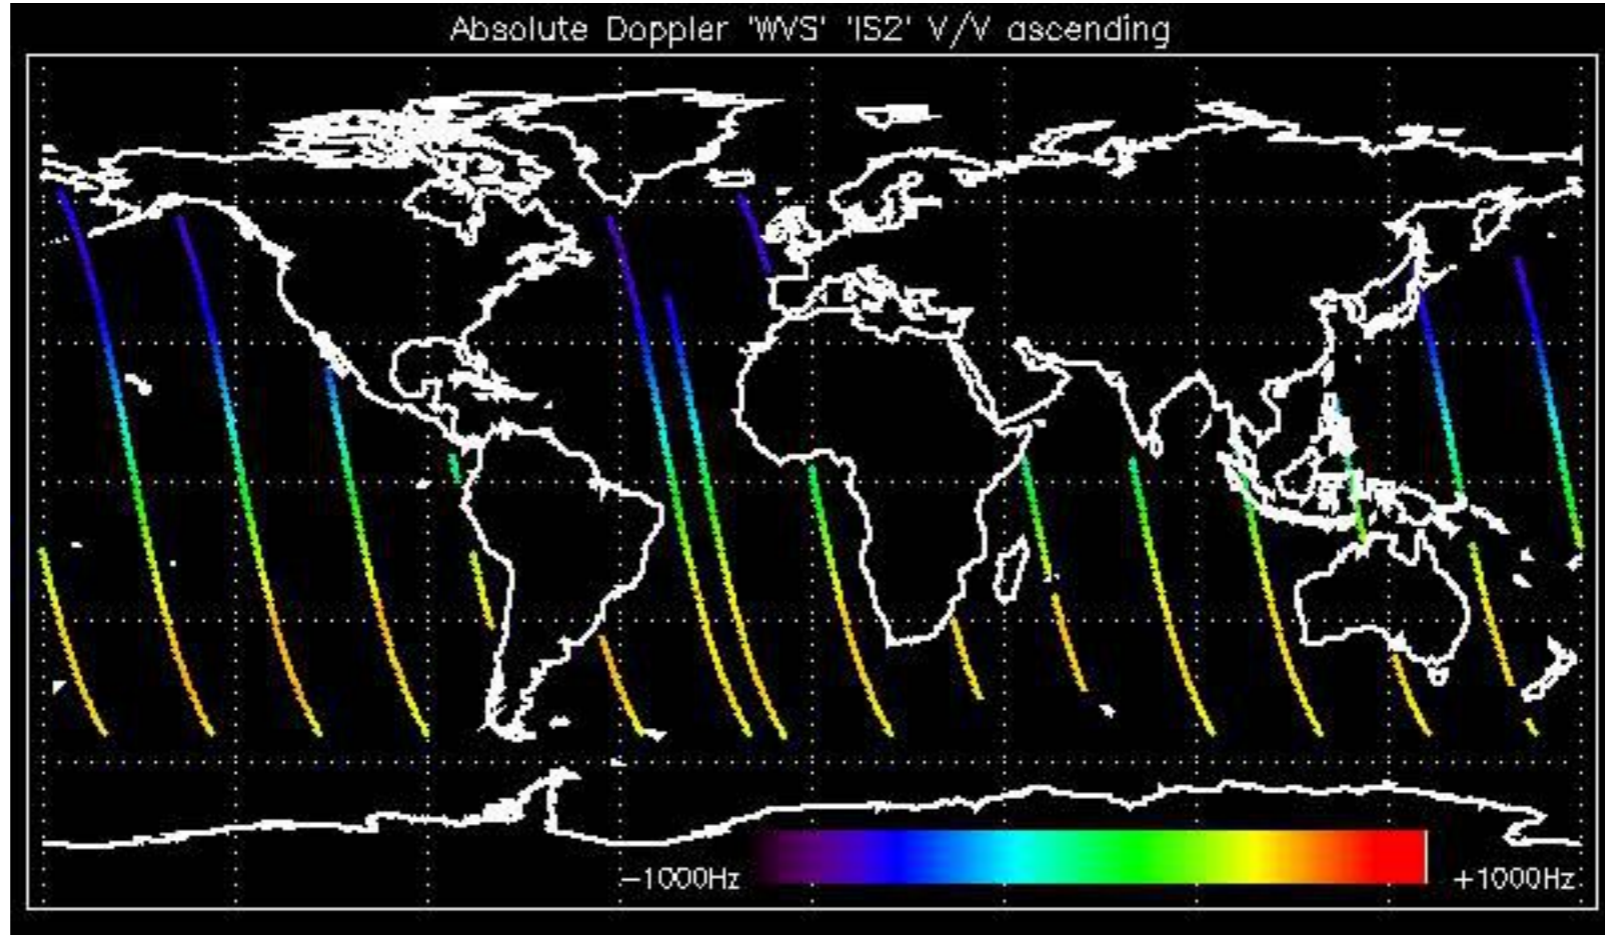 Absolute Doppler 'WVS' 'IS2' V/V ascending
−1000Hz
+1000Hz